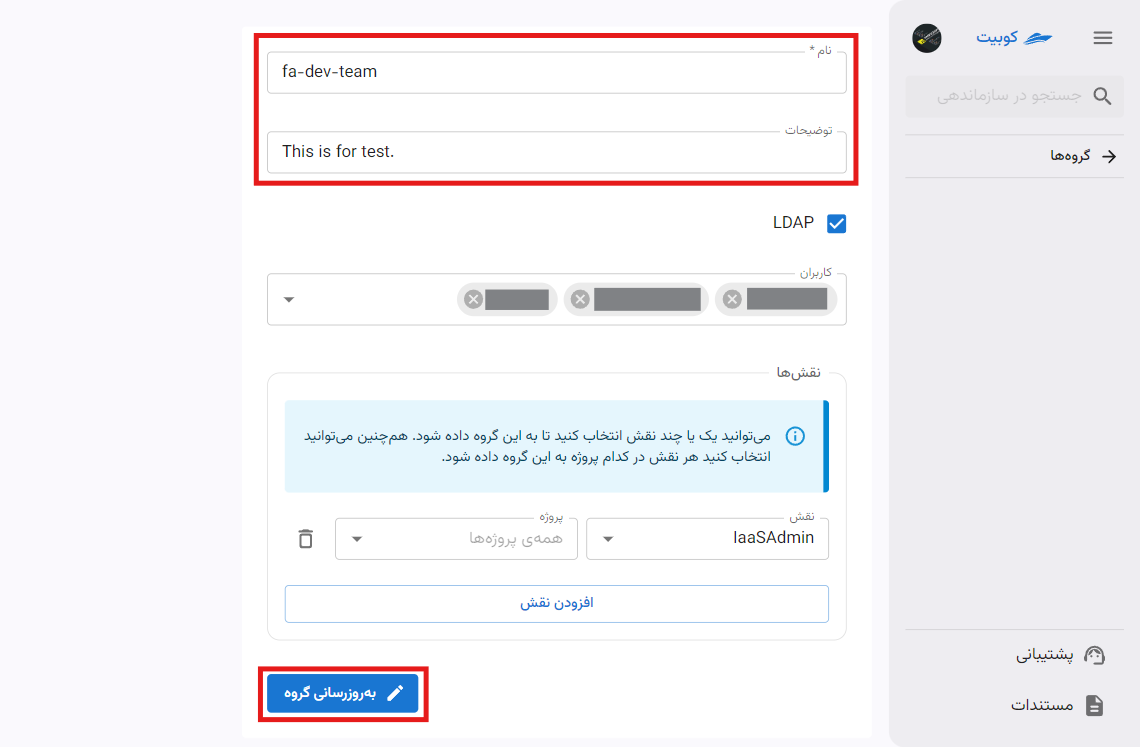 کوبیت
جستجو در سازماندهی
گروه‌ها
پشتیبانی
مستندات
نام *
fa-dev-team
توضیحات
This is for test.
LDAP
کاربران
نقش‌ها
می‌توانید یک یا چند نقش انتخاب کنید تا به این گروه داده شود. هم‌چنین می‌توانید
انتخاب کنید هر نقش در کدام پروژه به این گروه داده شود.
نقش
IaaSAdmin
پروژه
همه‌ی پروژه‌ها
افزودن نقش
به‌روزرسانی گروه